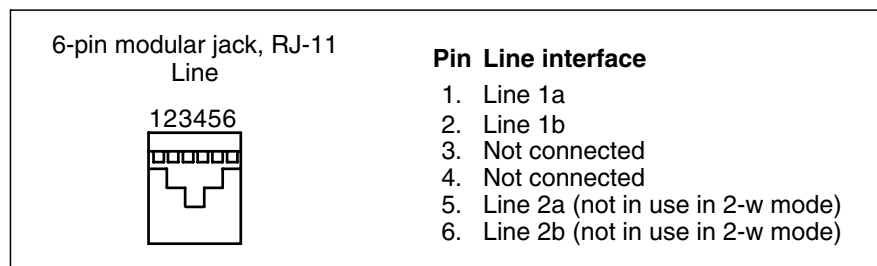 6-pin modular jack, RJ-11
Line
123456
Pin Line interface
1. Line 1a
2. Line 1b
3. Not connected
4. Not connected
5. Line 2a (not in use in 2-w mode)
6. Line 2b (not in use in 2-w mode)